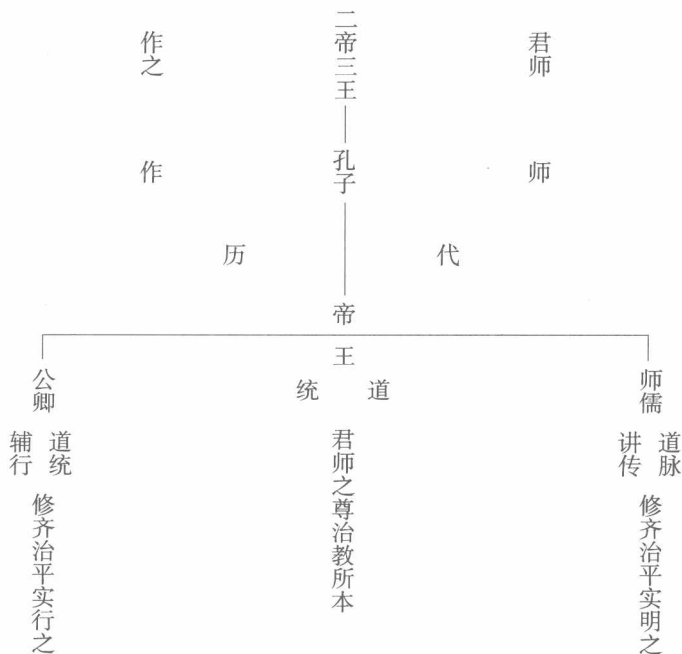 作之
二帝三王
君师
作
孔子
师
历
代
帝王
道
统
君师之尊治教所本
师儒
道脉
讲传
修齐治平实明之
公卿
道统
辅行
修齐治平实行之